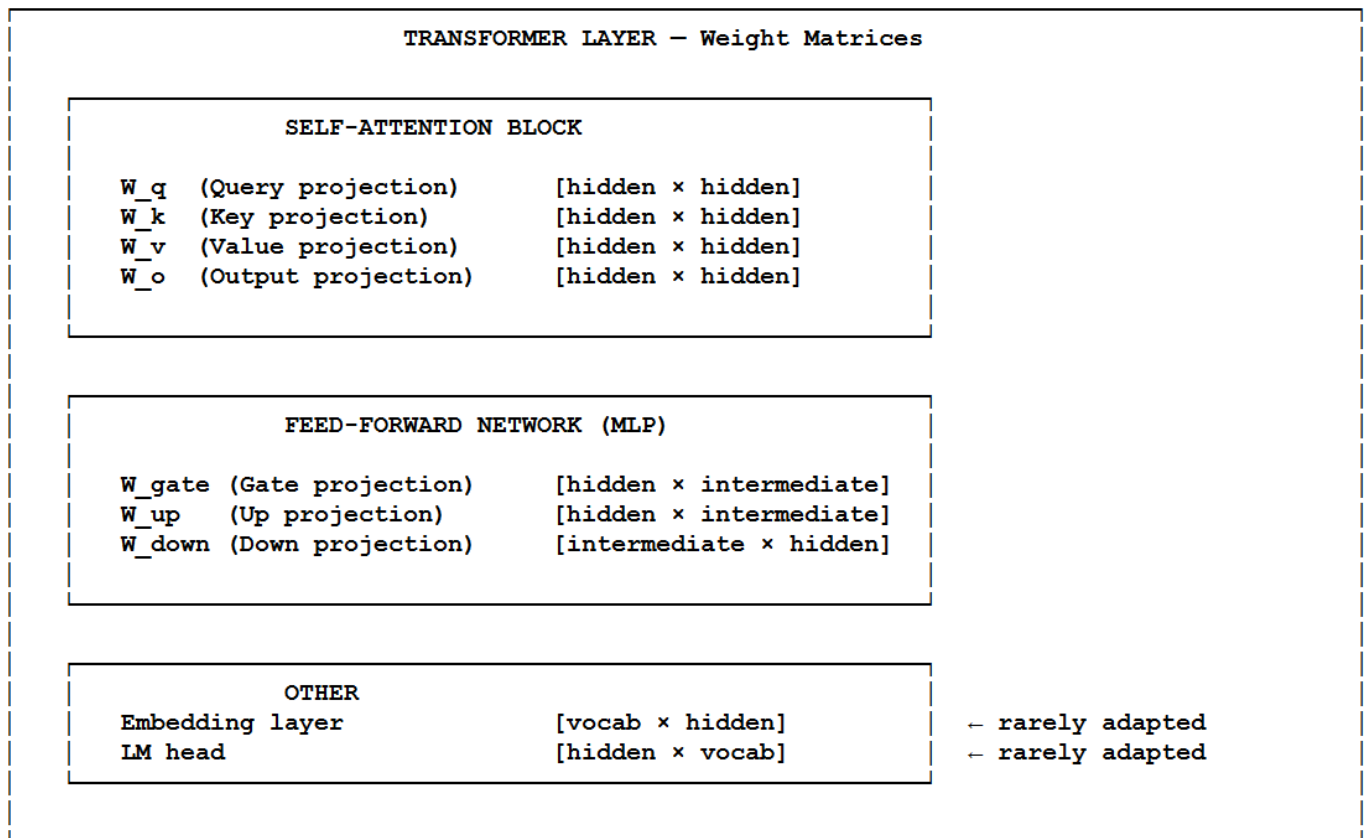 TRANSFORMER LAYER — Weight Matrices
SELF-ATTENTION BLOCK
W_q (Query projection) [hidden × hidden]
W_k (Key projection) [hidden × hidden]
W_v (Value projection) [hidden × hidden]
W_o (Output projection) [hidden × hidden]
FEED-FORWARD NETWORK (MLP)
W_gate (Gate projection) [hidden × intermediate]
W_up (Up projection) [hidden × intermediate]
W_down (Down projection) [intermediate × hidden]
OTHER
Embedding layer [vocab × hidden] ← rarely adapted
LM head [hidden × vocab] ← rarely adapted